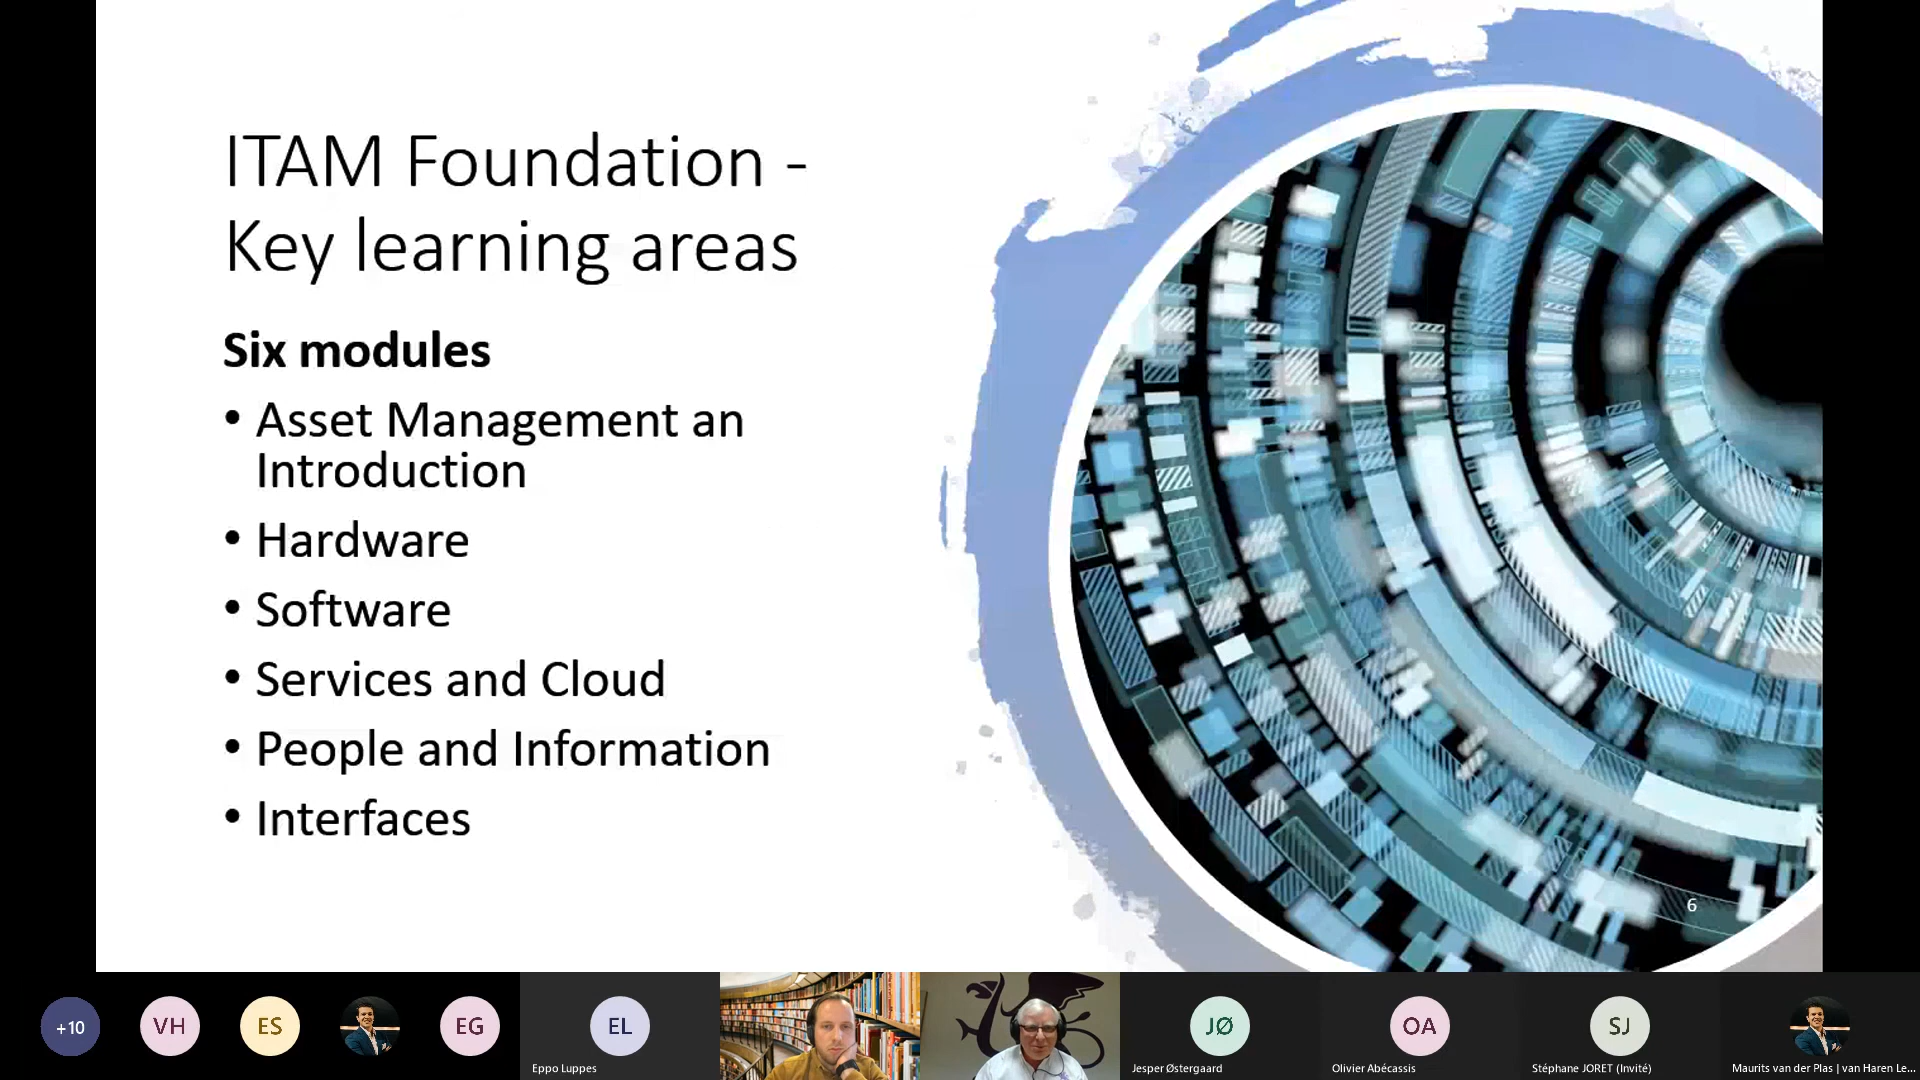 ITAM Foundation -
Key learning areas
Six modules
• Asset Management an
Introduction
• Hardware
• Software
• Services and Cloud
• People and Information
• Interfaces
6
+10
VH
ES
EG
EL
Eppo Luppes
JØ
Jesper Østergaard
OA
Olivier Abécassis
SJ
Stéphane JORET (Invité)
Maurits van der Plas | van Haren Le...